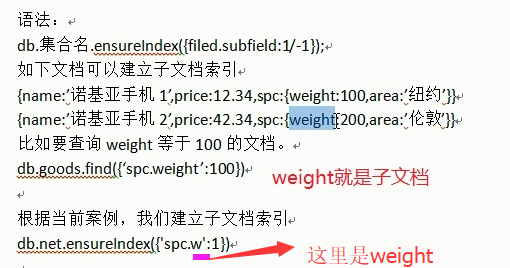 语法：
db.集合名.ensureIndex({filed.subfield:1/-1});
如下文档可以建立子文档索引
{name:'诺基亚手机 1',price:12.34,spc:{weight:100,area:'纽约'}}
{name:'诺基亚手机 2',price:42.34,spc:{weight:200,area:'伦敦'}}
比如要查询 weight 等于 100 的文档。
db.goods.find({'spc.weight':100})
weight就是子文档
根据当前案例，我们建立子文档索引
db.net.ensureIndex({'spc.w':1})
这里是weight